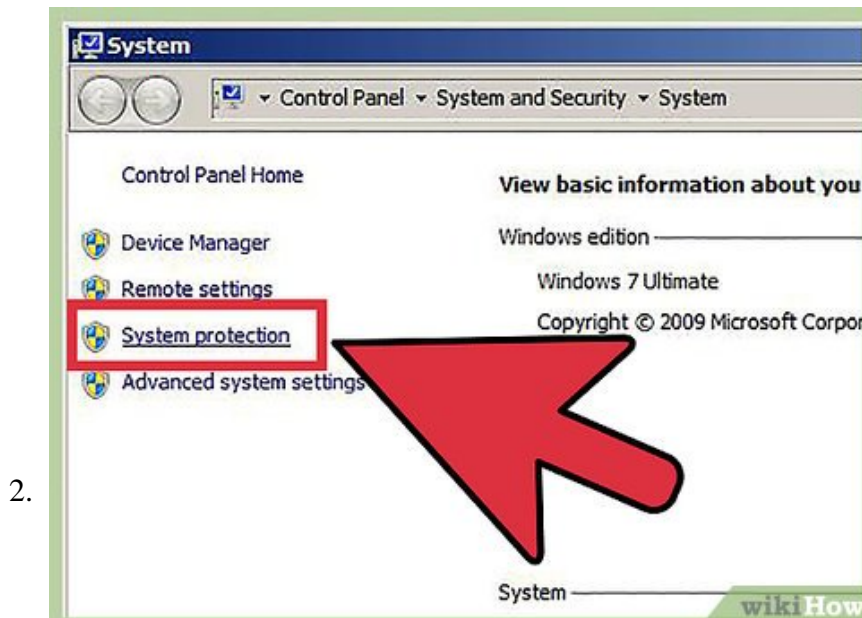 System
Control Panel System and Security System
Control Panel Home
View basic information about you
Device Manager
Windows edition
Remote settings
Windows 7 Ultimate
System protection
Copyright © 2009 Microsoft Corpor
Advanced system settings
2.
System
wikiHow